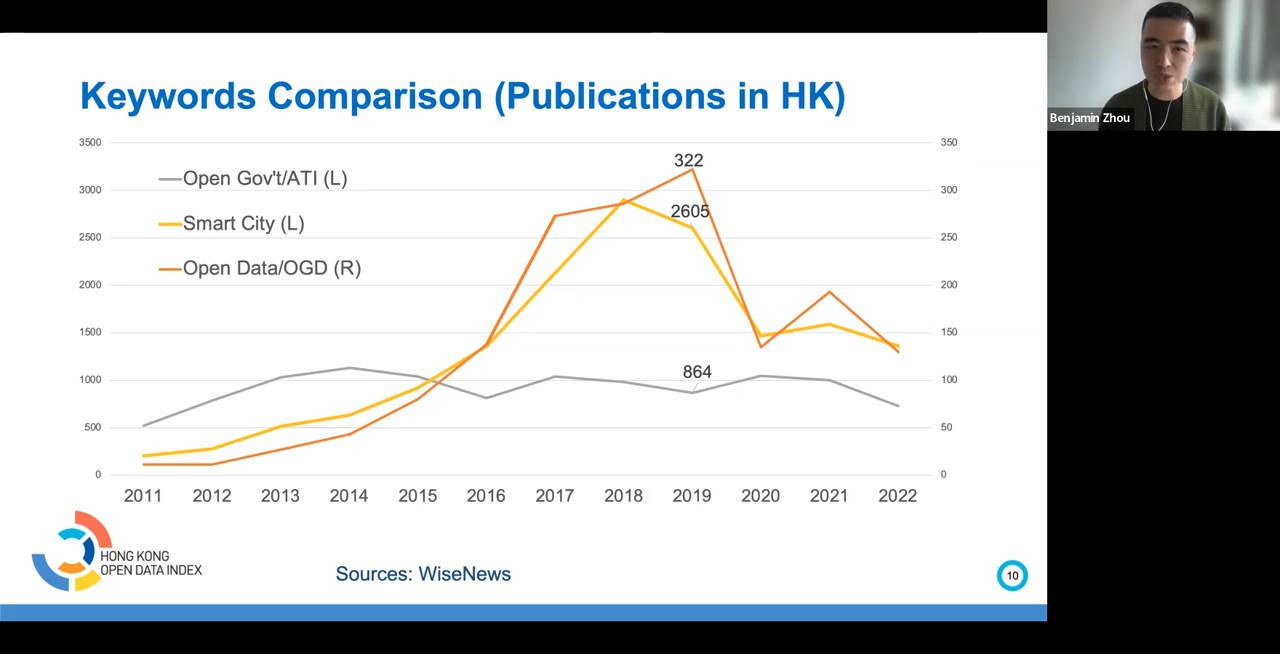 Keywords Comparison (Publications in HK)
Benjamin Zhou
3500
3000
2500
2000
1500
1000
500
0
350
300
250
200
150
100
50
0
Open Gov't/ATI (L)
Smart City (L)
Open Data/OGD (R)
322
2605
864
2011 2012 2013 2014 2015 2016 2017 2018 2019 2020 2021 2022
HONG KONG
OPEN DATA INDEX
Sources: WiseNews
10